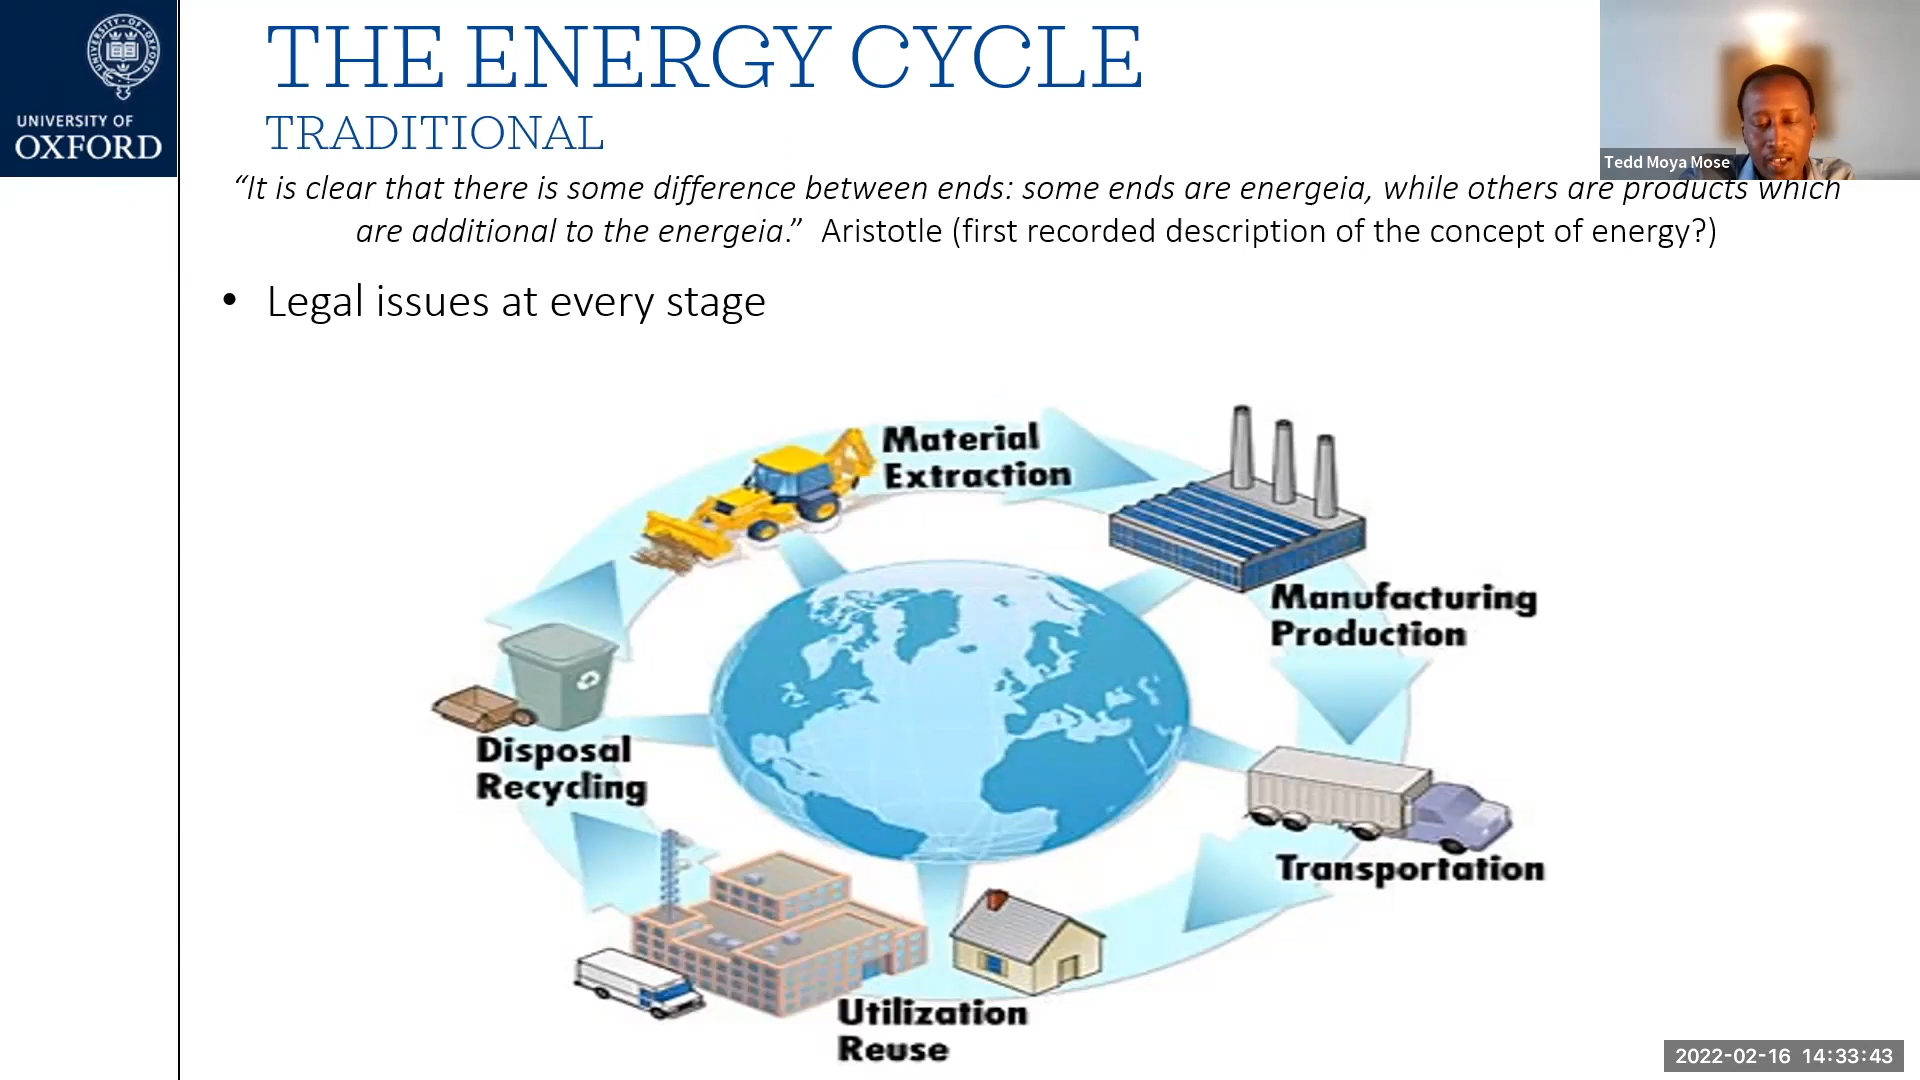 UNIVERSITY OF
OXFORD
THE ENERGY CYCLE
TRADITIONAL
Tedd Moya Mose
“It is clear that there is some difference between ends: some ends are energeia, while others are products which
are additional to the energeia.” Aristotle (first recorded description of the concept of energy?)
• Legal issues at every stage
Material
Extraction
Manufacturing
Production
Transportation
Utilization
Reuse
Disposal
Recycling
2022-02-16 14:33:43